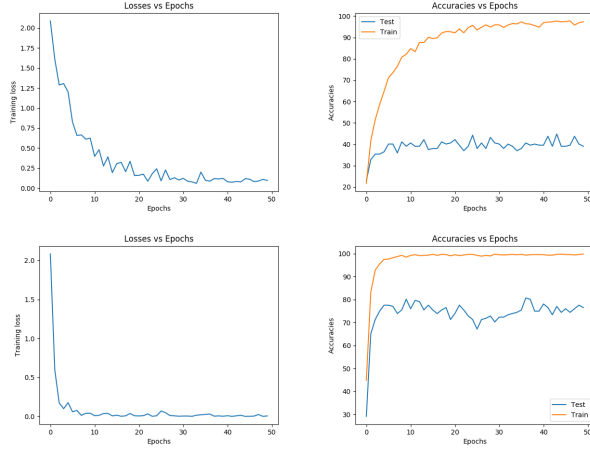 Losses vs Epochs
Training loss
2.00
1.75
1.50
1.25
1.00
0.75
0.50
0.25
0.00
0 10 20 30 40 50
Epochs
Accuracies vs Epochs
Accuracies
100
90
80
70
60
50
40
30
20
Test
Train
0 10 20 30 40 50
Epochs
Losses vs Epochs
Training loss
2.0
1.5
1.0
0.5
0.0
0 10 20 30 40 50
Epochs
Accuracies vs Epochs
Accuracies
100
90
80
70
60
50
40
30
Test
Train
0 10 20 30 40 50
Epochs